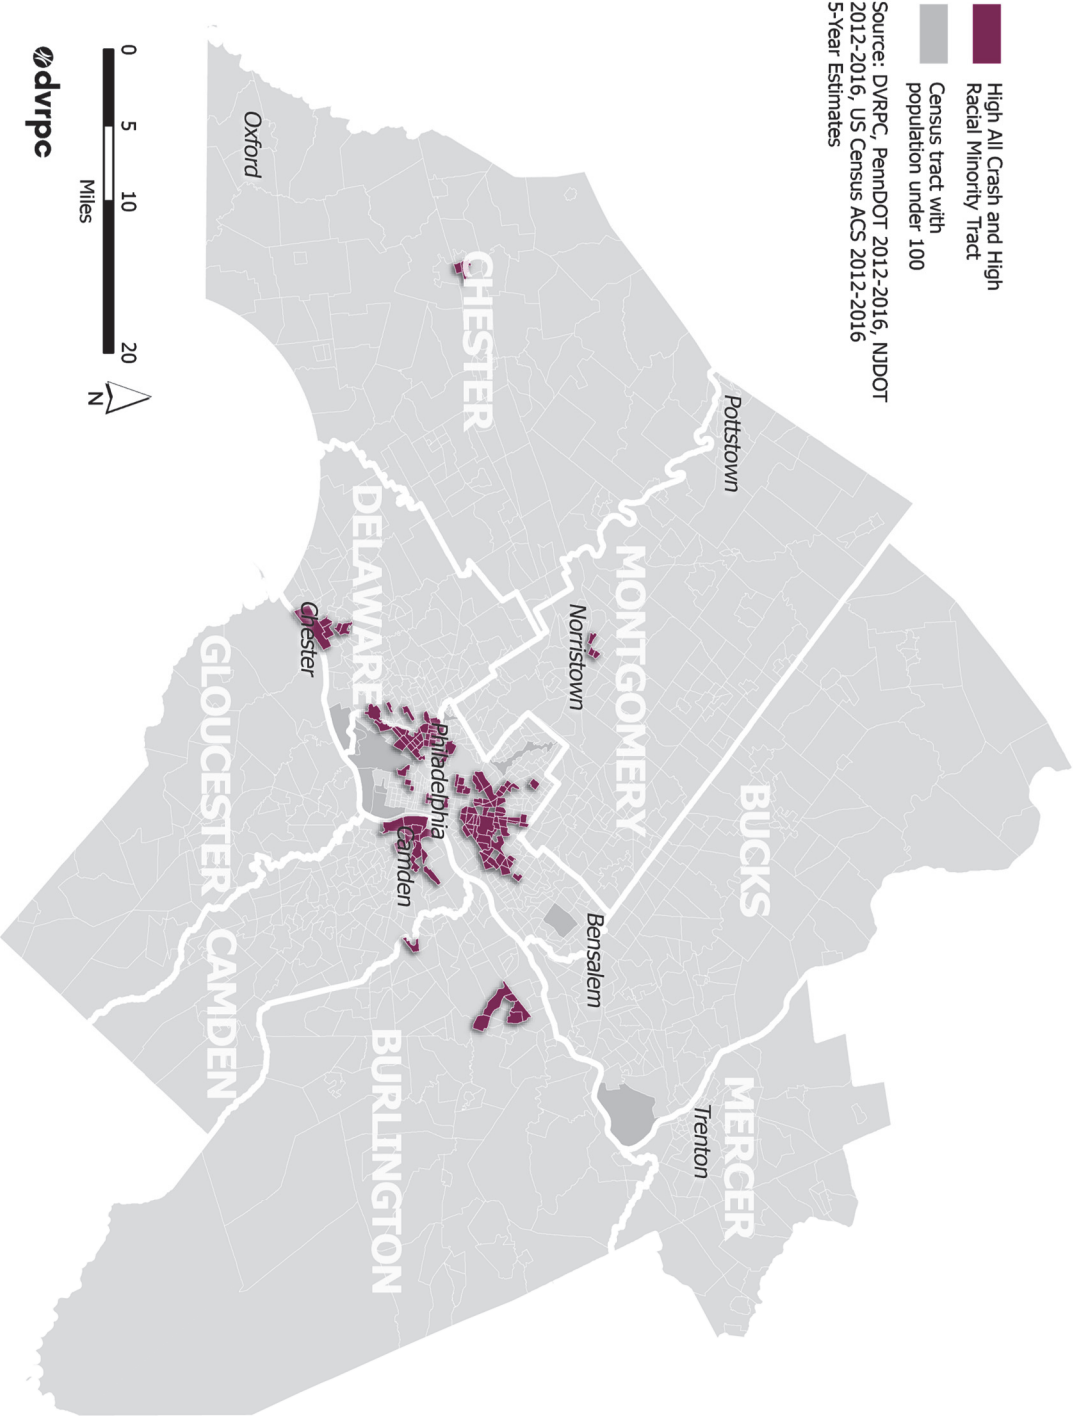 High All Crash and High
Racial Minority Tract
Census tract with
population under 100
Source: DVRPC, PennDOT 2012-2016, NJDOT
2012-2016, US Census ACS 2012-2016
5-Year Estimates
Pottstown
BUCKS
MERCER
Trenton
MONTGOMERY
Norristown
Bensalem
CHESTER
Philadelphia
Camden
BURLINGTON
DELAWARE
Chester
Oxford
GLOUCESTER
CAMDEN
0
5
10
20
Miles
N
dvrpc